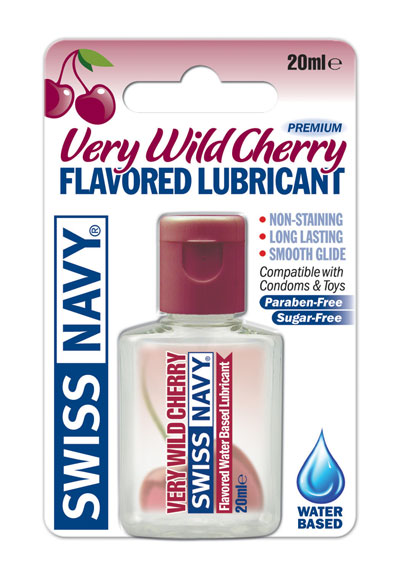 20ml℮
PREMIUM
Very Wild Cherry
FLAVORED LUBRICANT
SWISS NAVY®
• NON-STAINING
• LONG LASTING
• SMOOTH GLIDE
Compatible with
Condoms & Toys
Paraben-Free
Sugar-Free
VERY WILD CHERRY
SWISS NAVY®
Flavored Water Based Lubricant
20ml℮
WATER
BASED